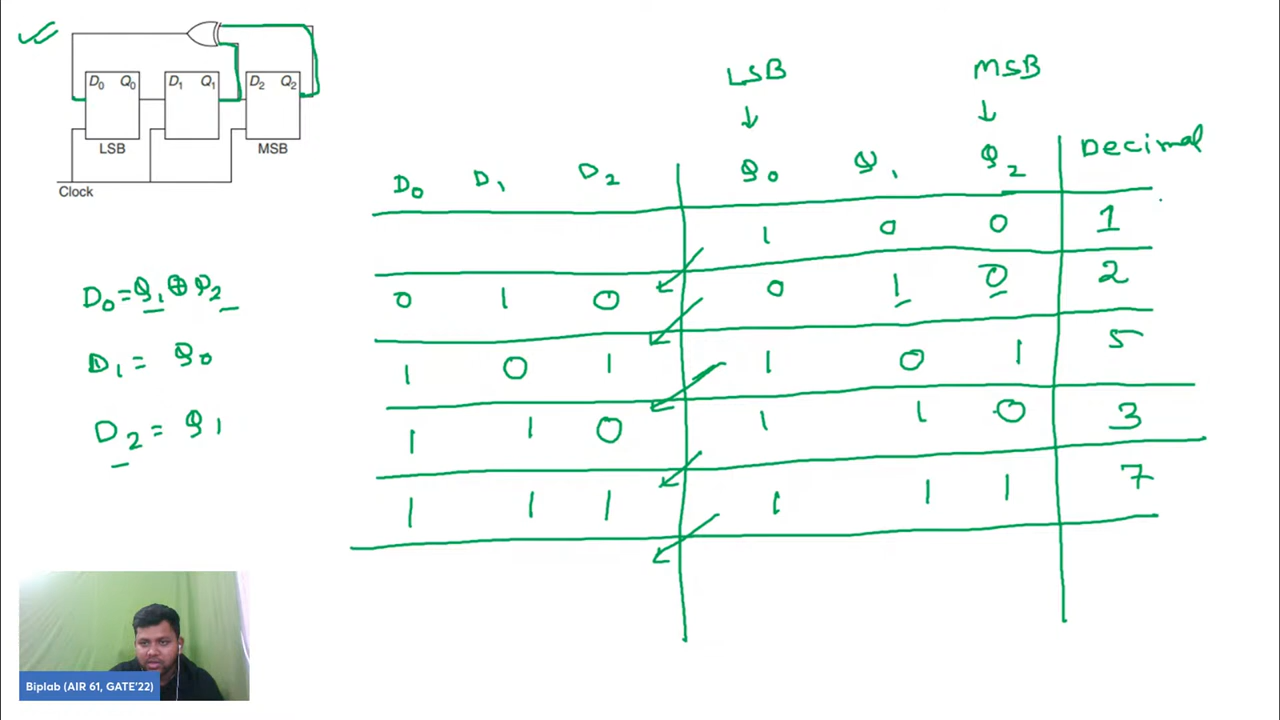 D0 Q0 D1 Q1 D2 Q2
LSB MSB
Clock
LSB MSB
↓ ↓
D0 D1 D2 Q0 Q1 Q2 Decimal
1 0 0 1
0 1 0 0 1 0 2
1 0 1 1 0 1 5
1 1 0 1 1 0 3
1 1 1 1 1 1 7
D0 = Q1 ⊕ Q2
D1 = Q0
D2 = Q1
Biplab (AIR 61, GATE'22)